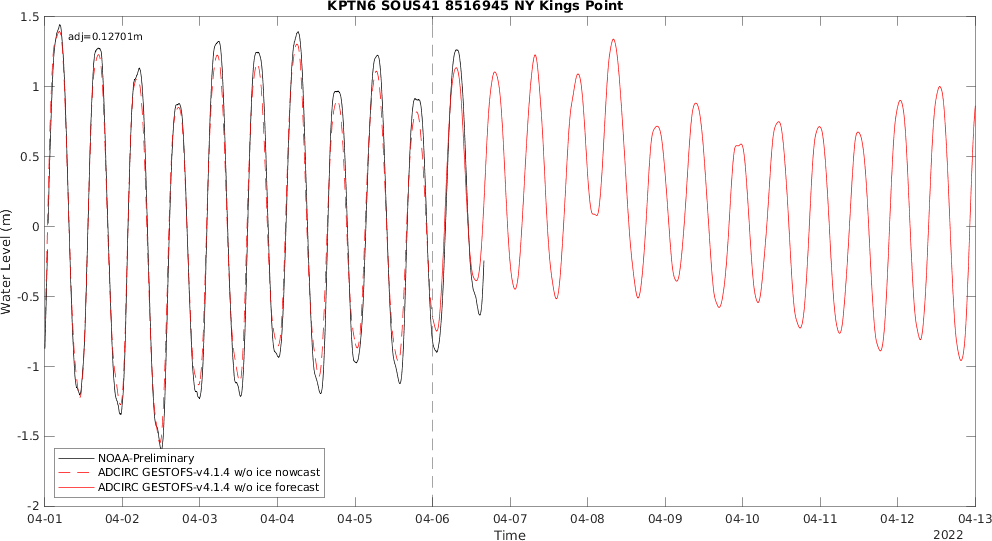 KPTN6 SOUS41 8516945 NY Kings Point
adj=0.12701m
1.5
1
0.5
0
-0.5
-1
-1.5
-2
Water Level (m)
NOAA-Preliminary
ADCIRC GESTOFS-v4.1.4 w/o ice nowcast
ADCIRC GESTOFS-v4.1.4 w/o ice forecast
04-01 04-02 04-03 04-04 04-05 04-06 04-07 04-08 04-09 04-10 04-11 04-12 04-13
Time
2022